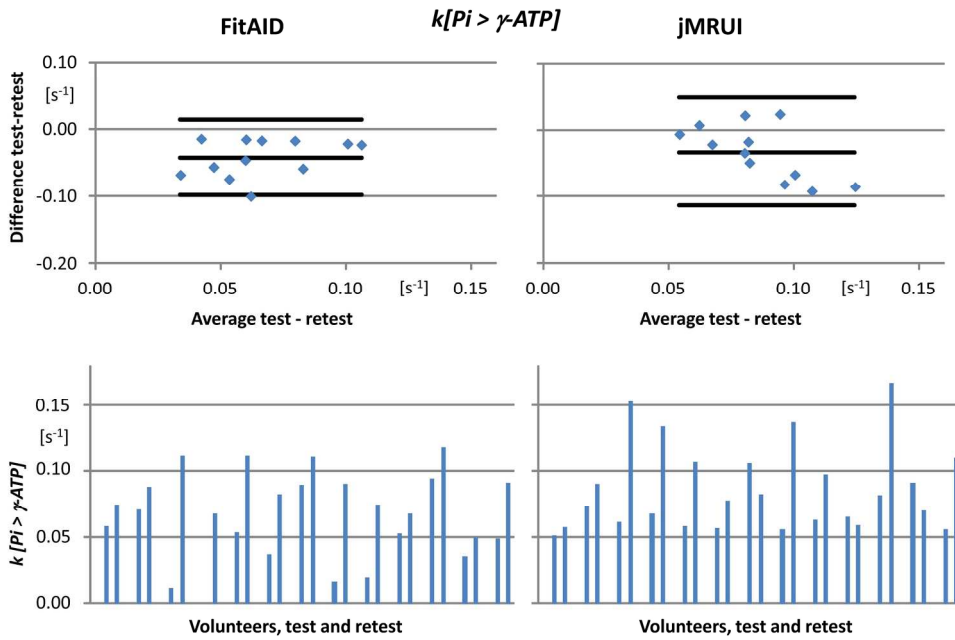 k[Pi > γ-ATP]
FitAID
jMRUI
Difference test-retest
[s-1]
0.10
0.00
-0.10
-0.20
0.00
0.05
0.10
[s-1]
0.15
Average test - retest
0.00
0.05
0.10
[s-1]
0.15
Average test - retest
k [Pi > γ-ATP]
0.15
[s-1]
0.10
0.05
0.00
Volunteers, test and retest
Volunteers, test and retest